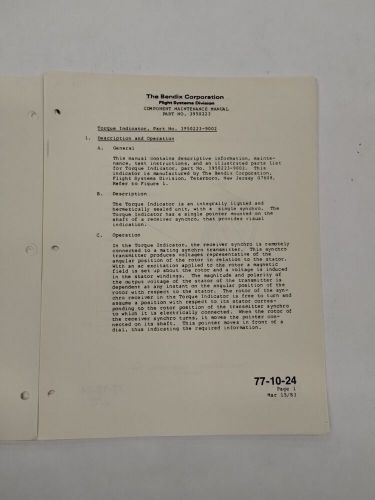 The Bendix Corporation
Flight Systems Division
COMPONENT MAINTENANCE MANUAL
PART NO. 3950223
Torque Indicator, Part No. 3950223-9002
1. Description and Operation
A. General
This manual contains descriptive information, mainte-
nance, test instructions, and an illustrated parts list
for Torque Indicator, part No. 3950223-9002. This
indicator is manufactured by The Bendix Corporation,
Flight Systems Division, Teterboro, New Jersey 07608.
Refer to Figure 1.
B. Description
The Torque Indicator is an integrally lighted and
hermetically sealed unit, with a single synchro. The
Torque Indicator has a single pointer mounted on the
shaft of a receiver synchro, that provides visual
indication.
C. Operation
In the Torque Indicator, the receiver synchro is remotely
connected to a mating synchro transmitter. This synchro
transmitter produces voltages representative of the
angular position of the rotor in relation to the stator.
With an ac excitation applied to the rotor, a magnetic
field is set up about the rotor and a voltage is induced
in the stator windings. The magnitude and polarity of
the output voltage of the stator of the transmitter is
dependent at any instant on the angular position of the
rotor with respect to the stator. The rotor of the syn-
chro receiver in the Torque Indicator is free to turn and
assume a position with respect to its stator corres-
ponding to the rotor position of the transmitter synchro
to which it is electrically connected. When the rotor of
the receiver synchro turns, it moves the pointer con-
nected on its shaft. This pointer moves in front of a
dial, thus indicating the required information.
77-10-24
Page 1
Mar 15/83